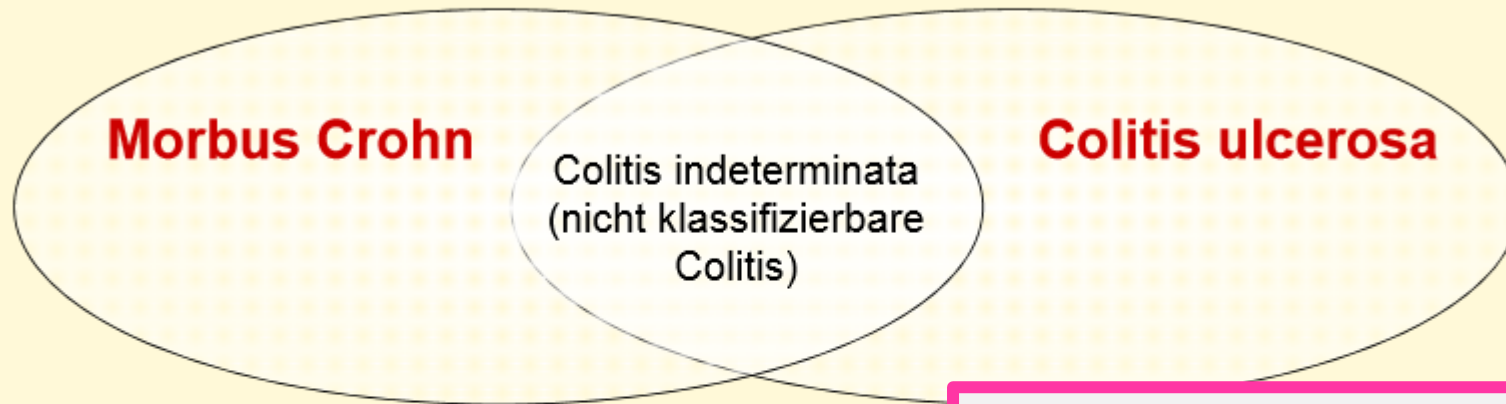 Morbus Crohn
Colitis ulcerosa
Colitis indeterminata
(nicht klassifizierbare
Colitis)